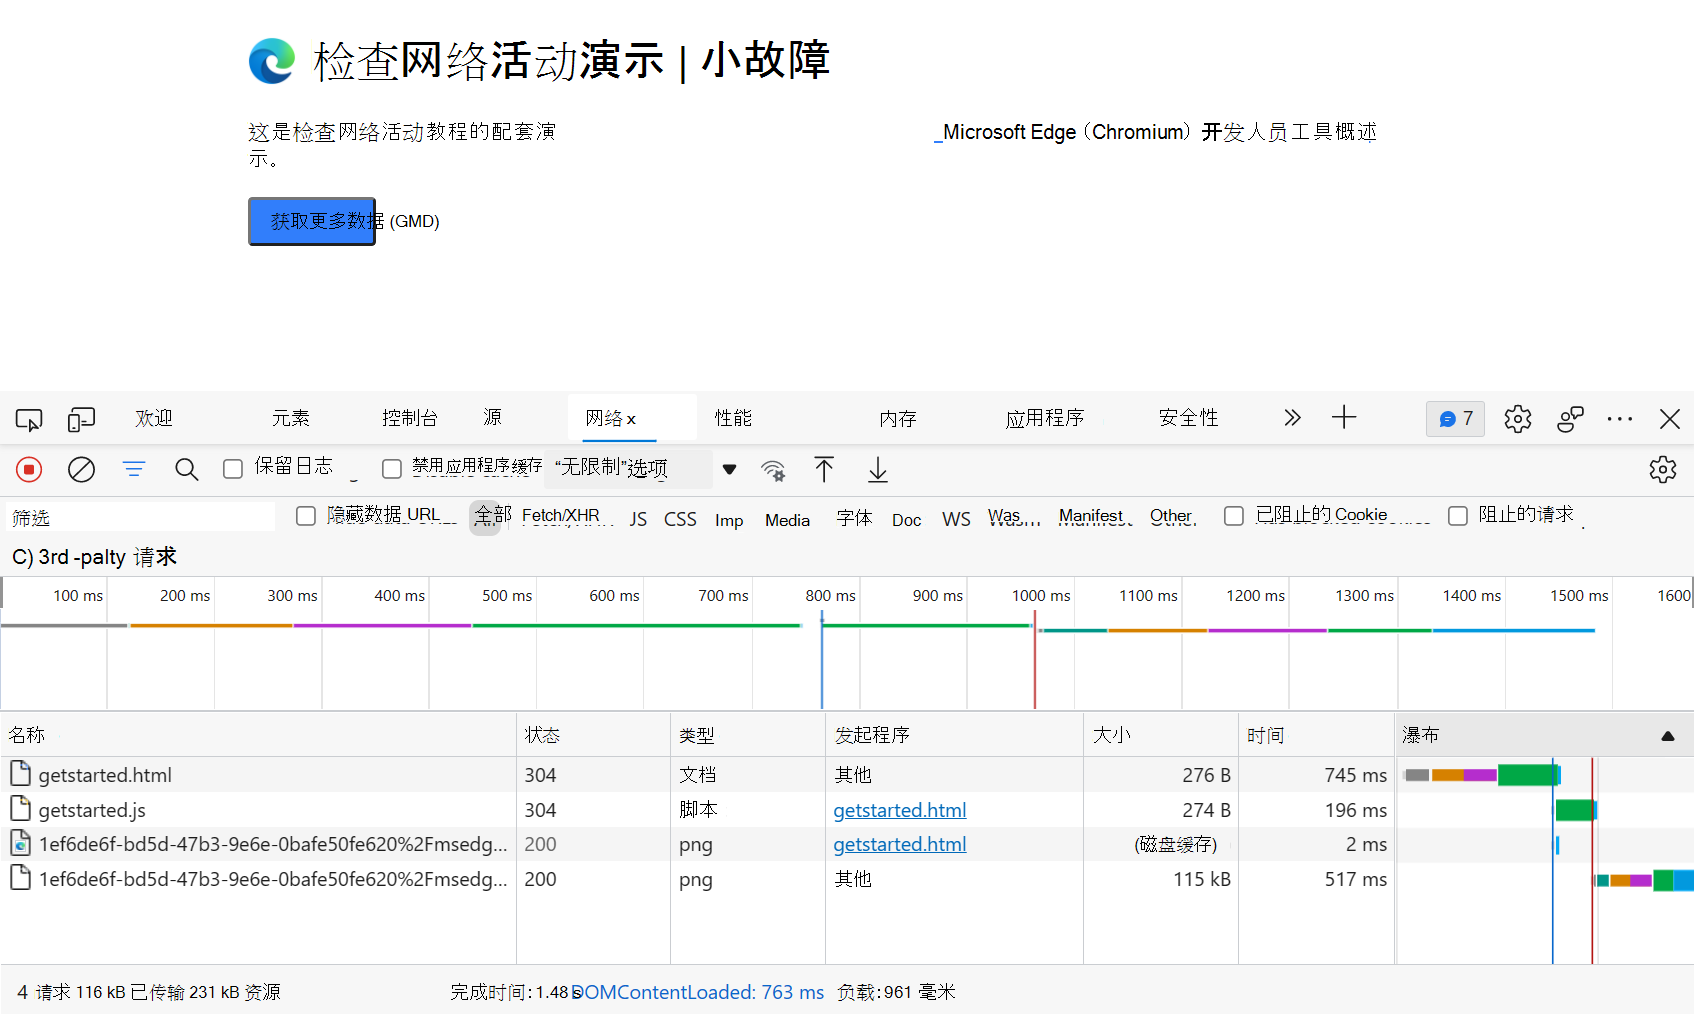 检查网络活动演示 | 小故障
这是检查网络活动教程的配套演示。
_Microsoft Edge (Chromium) 开发人员工具概述
获取更多数据 (GMD)
欢迎 元素 控制台 源 网络 x 性能 内存 应用程序 安全性 7
保留日志 禁用应用程序缓存 “无限制”选项
筛选 隐藏数据 URL 全部 Fetch/XHR JS CSS Imp Media 字体 Doc WS Was Manifest Other 已阻止的 Cookie 阻止的请求
C) 3rd -palty 请求
100 ms 200 ms 300 ms 400 ms 500 ms 600 ms 700 ms 800 ms 900 ms 1000 ms 1100 ms 1200 ms 1300 ms 1400 ms 1500 ms 1600
名称 状态 类型 发起程序 大小 时间 瀑布
getstarted.html 304 文档 其他 276 B 745 ms
getstarted.js 304 脚本 getstarted.html 274 B 196 ms
1ef6de6f-bd5d-47b3-9e6e-0bafe50fe620%2Fmsedg... 200 png getstarted.html (磁盘缓存) 2 ms
1ef6de6f-bd5d-47b3-9e6e-0bafe50fe620%2Fmsedg... 200 png 其他 115 kB 517 ms
4 请求 116 kB 已传输 231 kB 资源 完成时间: 1.48 s DOMContentLoaded: 763 ms 负载: 961 毫米